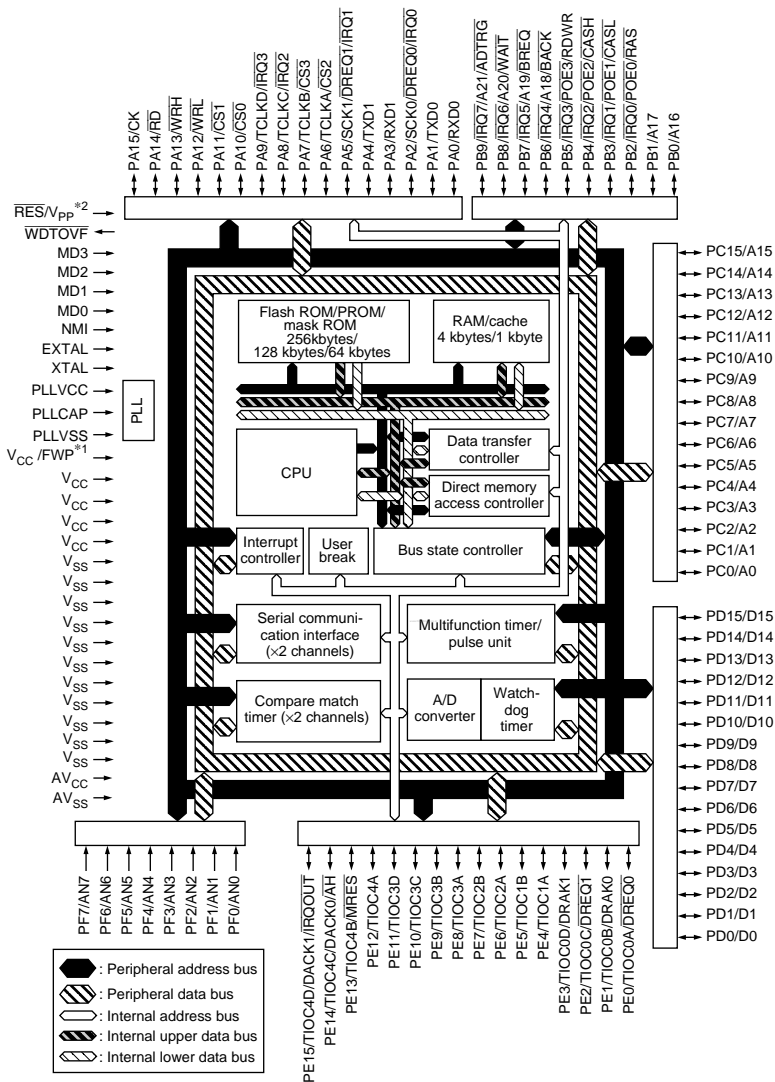 PA15/CK
PA14/RD
PA13/WRH
PA12/WRL
PA11/CS1
PA10/CS0
PA9/TCLKD/IRQ3
PA8/TCLKC/IRQ2
PA7/TCLKB/CS3
PA6/TCLKA/CS2
PA5/SCK1/DREQ1/IRQ1
PA4/TXD1
PA3/RXD1
PA2/SCK0/DREQ0/IRQ0
PA1/TXD0
PA0/RXD0
PB9/IRQ7/A21/ADTRG
PB8/IRQ6/A20/WAIT
PB7/IRQ5/A19/BREQ
PB6/IRQ4/A18/BACK
PB5/IRQ3/POE3/RDWR
PB4/IRQ2/POE2/CASH
PB3/IRQ1/POE1/CASL
PB2/IRQ0/POE0/RAS
PB1/A17
PB0/A16
RES/VPP*2
WDTOVF
MD3
MD2
MD1
MD0
NMI
EXTAL
XTAL
PLLVCC
PLLCAP
PLLVSS
VCC/FWP*1
VCC
VCC
VCC
VCC
VSS
VSS
VSS
VSS
VSS
VSS
VSS
VSS
VSS
VSS
VSS
AVCC
AVSS
PLL
Flash ROM/PROM/
mask ROM
256kbytes/
128 kbytes/64 kbytes
RAM/cache
4 kbytes/1 kbyte
CPU
Data transfer
controller
Direct memory
access controller
Interrupt
controller
User
break
Bus state controller
Serial communi-
cation interface
(×2 channels)
Multifunction timer/
pulse unit
Compare match
timer (×2 channels)
A/D
converter
Watch-
dog
timer
PC15/A15
PC14/A14
PC13/A13
PC12/A12
PC11/A11
PC10/A10
PC9/A9
PC8/A8
PC7/A7
PC6/A6
PC5/A5
PC4/A4
PC3/A3
PC2/A2
PC1/A1
PC0/A0
PD15/D15
PD14/D14
PD13/D13
PD12/D12
PD11/D11
PD10/D10
PD9/D9
PD8/D8
PD7/D7
PD6/D6
PD5/D5
PD4/D4
PD3/D3
PD2/D2
PD1/D1
PD0/D0
PF7/AN7
PF6/AN6
PF5/AN5
PF4/AN4
PF3/AN3
PF2/AN2
PF1/AN1
PF0/AN0
PE15/TIOC4D/DACK1/IRQOUT
PE14/TIOC4C/DACK0/AH
PE13/TIOC4B/MRES
PE12/TIOC4A
PE11/TIOC3D
PE10/TIOC3C
PE9/TIOC3B
PE8/TIOC3A
PE7/TIOC2B
PE6/TIOC2A
PE5/TIOC1B
PE4/TIOC1A
PE3/TIOC0D/DRAK1
PE2/TIOC0C/DREQ1
PE1/TIOC0B/DRAK0
PE0/TIOC0A/DREQ0
: Peripheral address bus
: Peripheral data bus
: Internal address bus
: Internal upper data bus
: Internal lower data bus